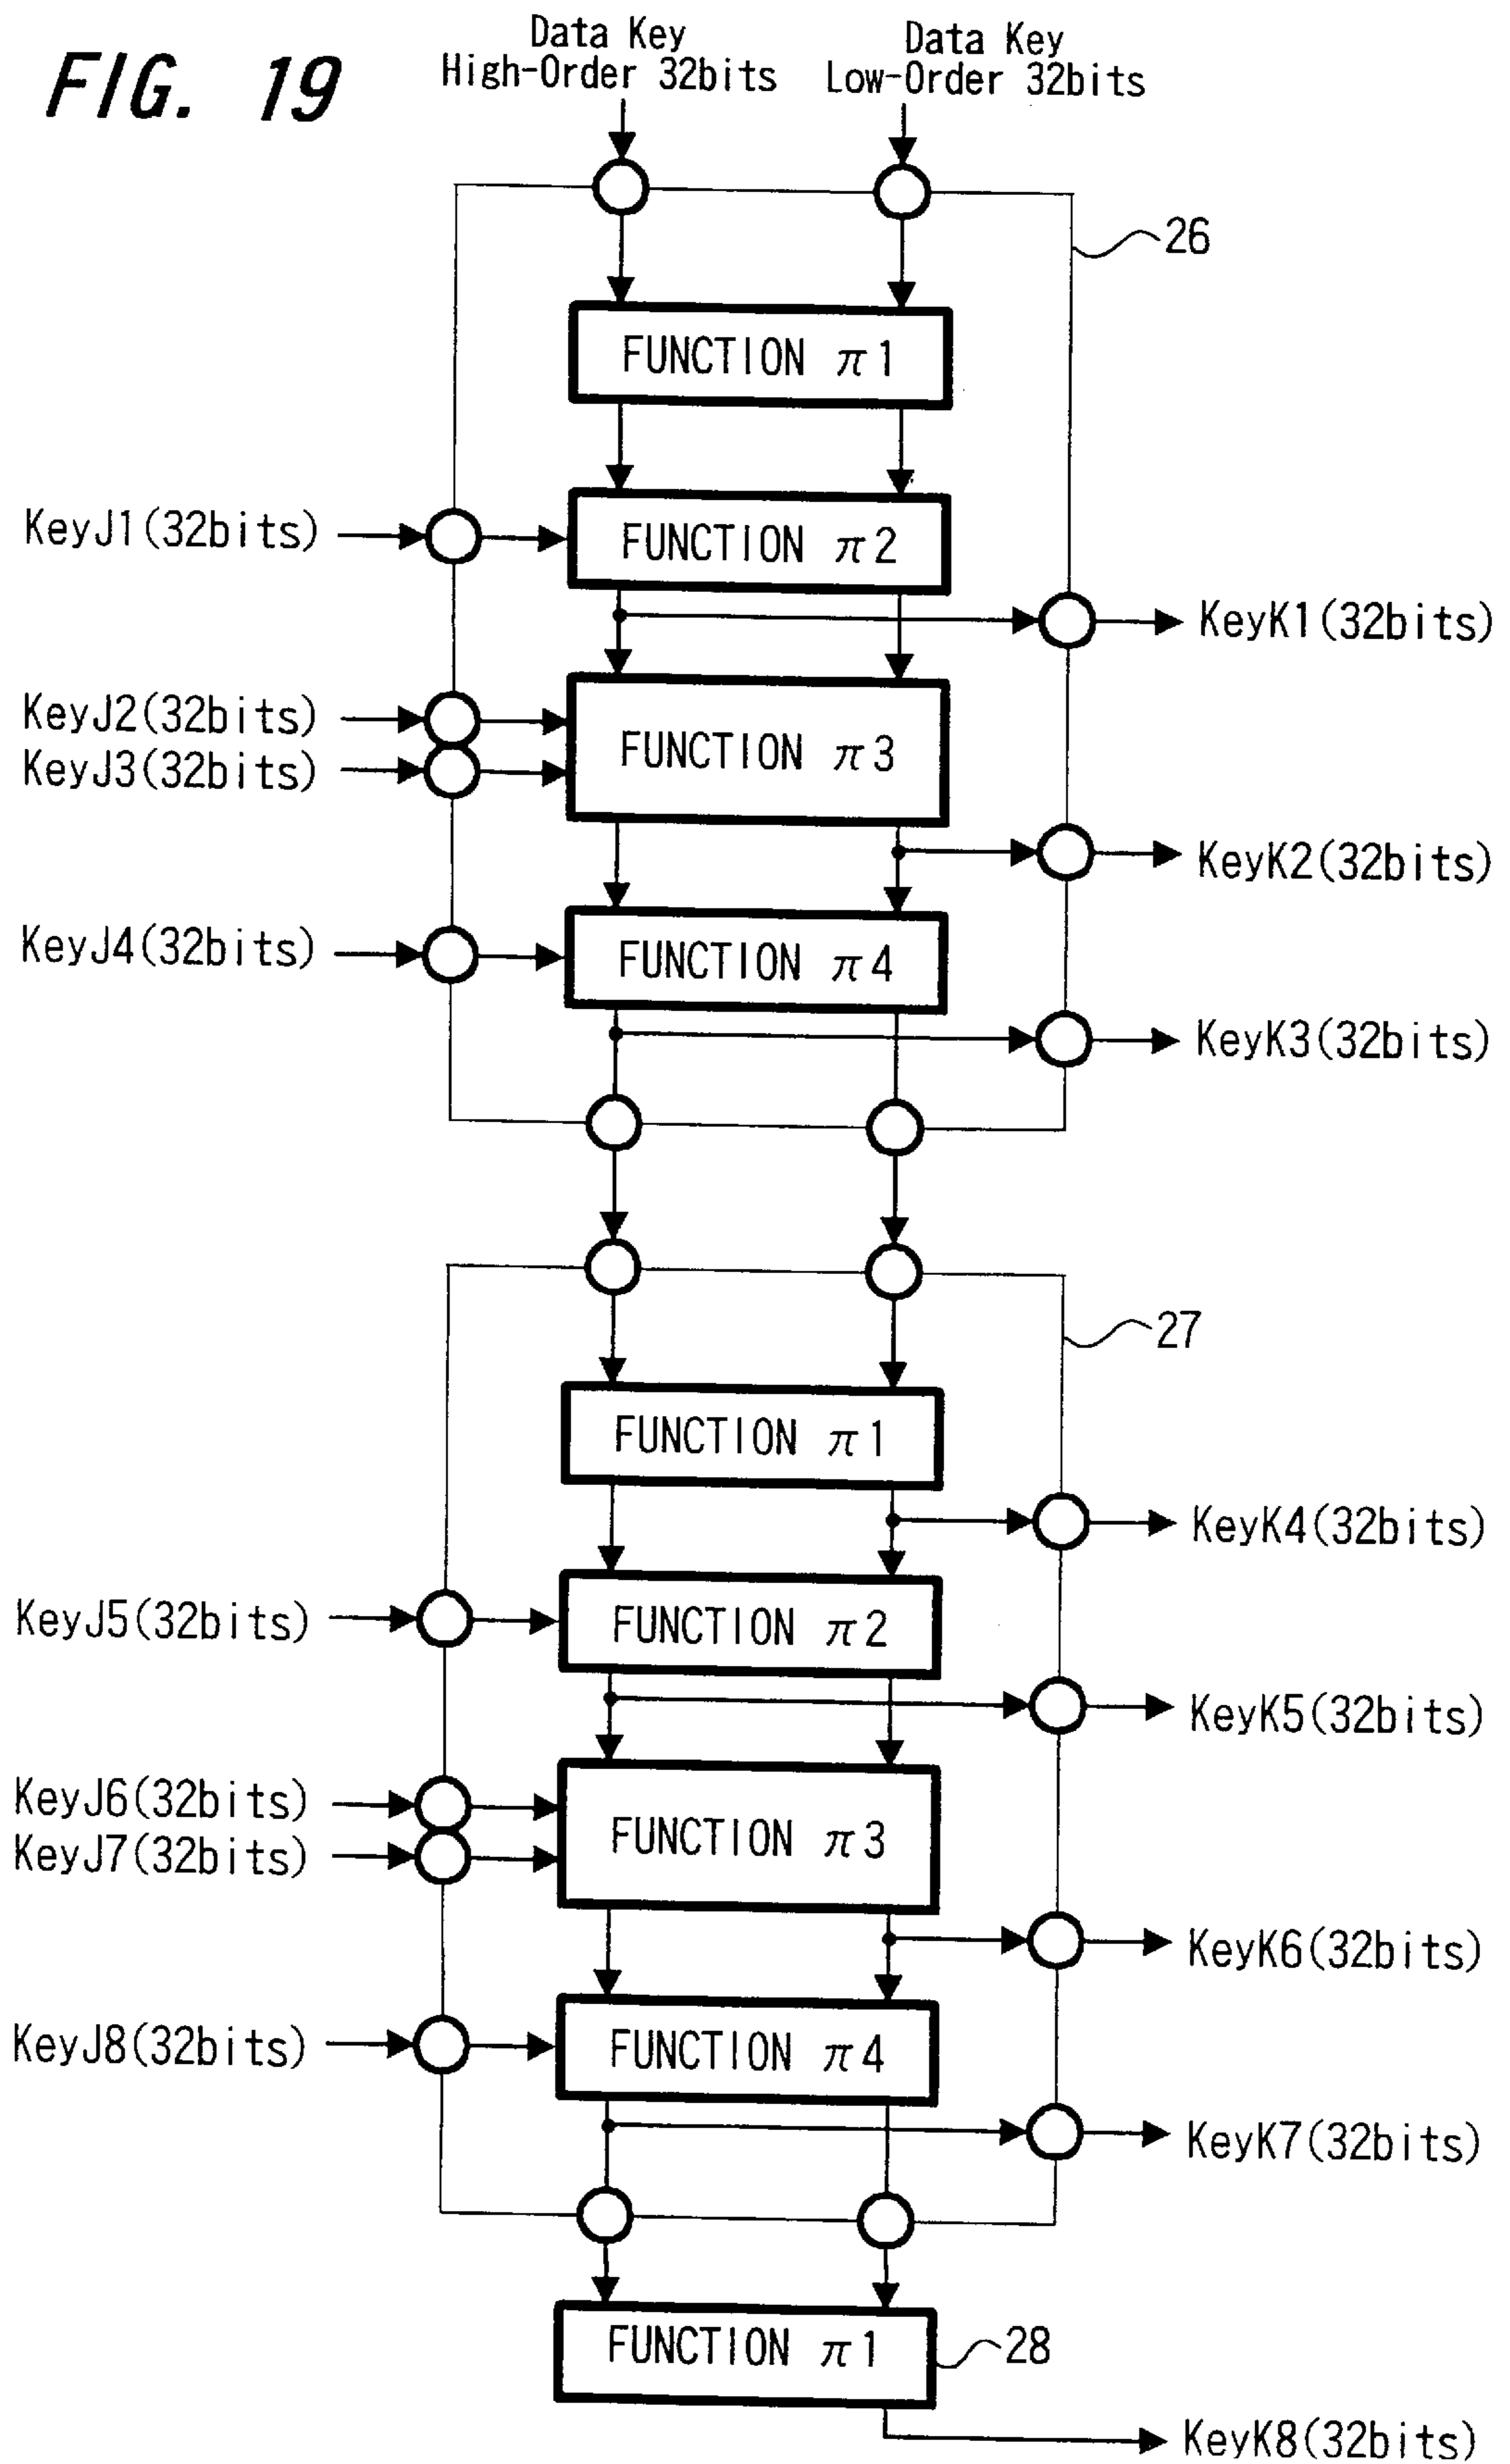 FIG. 19
Data Key
High-Order 32bits
Data Key
Low-Order 32bits
26
FUNCTION π1
KeyJ1(32bits)
FUNCTION π2
KeyK1(32bits)
KeyJ2(32bits)
KeyJ3(32bits)
FUNCTION π3
KeyK2(32bits)
KeyJ4(32bits)
FUNCTION π4
KeyK3(32bits)
27
FUNCTION π1
KeyK4(32bits)
KeyJ5(32bits)
FUNCTION π2
KeyK5(32bits)
KeyJ6(32bits)
KeyJ7(32bits)
FUNCTION π3
KeyK6(32bits)
KeyJ8(32bits)
FUNCTION π4
KeyK7(32bits)
FUNCTION π1
28
KeyK8(32bits)